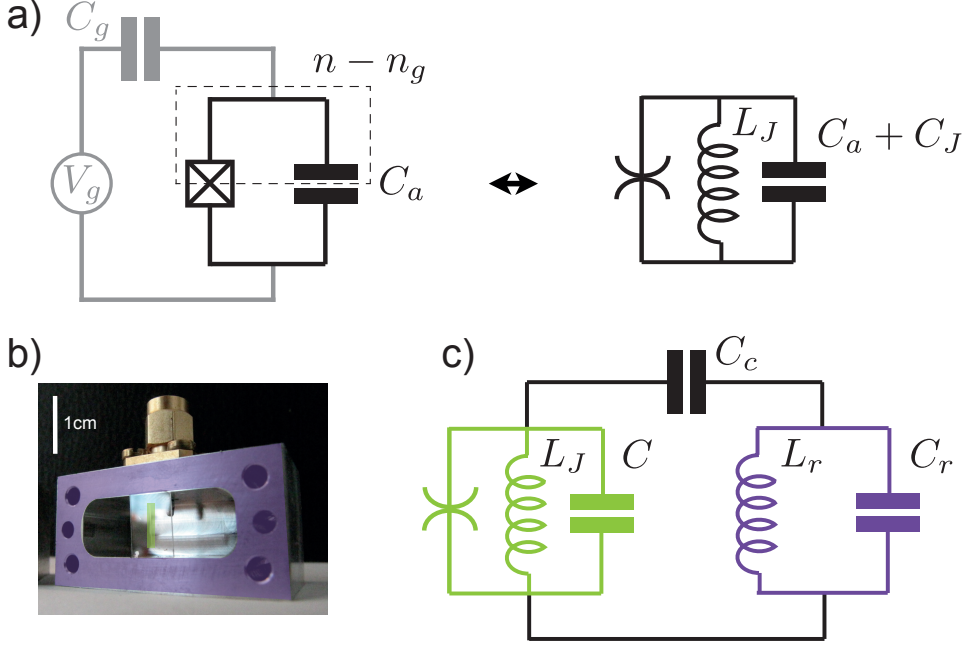 a)
C_g
n − n_g
V_g
C_a
L_J
C_a + C_J
b)
1cm
c)
C_c
L_J
C
L_r
C_r